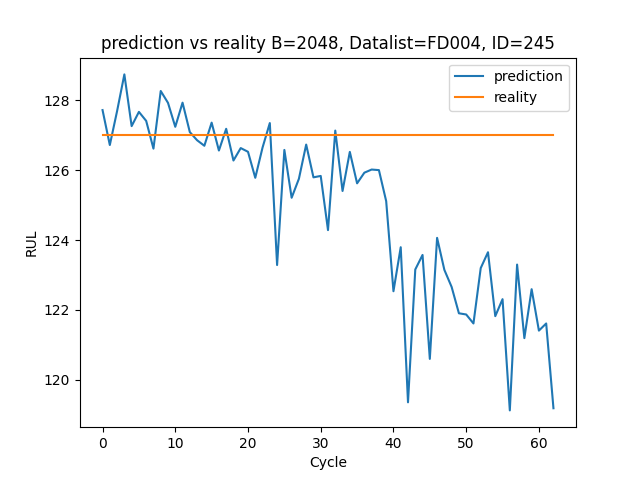 prediction vs reality B=2048, Datalist=FD004, ID=245
prediction
reality
RUL
128
126
124
122
120
0 10 20 30 40 50 60
Cycle